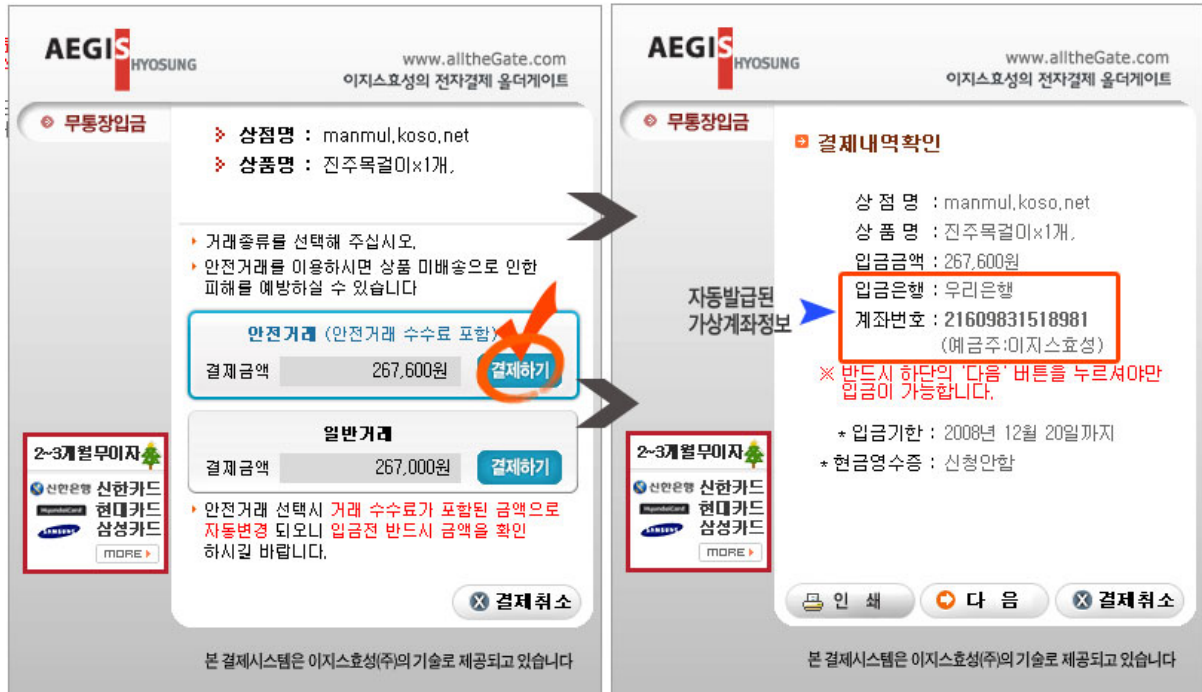 AEGIS HYOSUNG
www.alltheGate.com
이지스효성의 전자결제 올더게이트
무통장입금
상점명 : manmul.koso.net
상품명 : 진주목걸이x1개,
거래종류를 선택해 주십시오.
안전거래를 이용하시면 상품 미배송으로 인한
피해를 예방하실 수 있습니다
안전거래 (안전거래 수수료 포함)
결제금액 267,600원 결제하기
일반거래
결제금액 267,000원 결제하기
안전거래 선택시 거래 수수료가 포함된 금액으로
자동변경 되오니 입금전 반드시 금액을 확인
하시길 바랍니다.
2~3개월무이자
신한은행 신한카드
HyundaiCard 현대카드
SAMSUNG 삼성카드
MORE
결제취소
본 결제시스템은 이지스효성(주)의 기술로 제공되고 있습니다
AEGIS HYOSUNG
www.alltheGate.com
이지스효성의 전자결제 올더게이트
무통장입금
결제내역확인
상점명 : manmul.koso.net
상품명 : 진주목걸이x1개,
입금금액 : 267,600원
자동발급된
가상계좌정보
입금은행 : 우리은행
계좌번호 : 21609831518981
(예금주:이지스효성)
※ 반드시 하단의 '다음' 버튼을 누르셔야만
입금이 가능합니다.
* 입금기한 : 2008년 12월 20일까지
* 현금영수증 : 신청안함
2~3개월무이자
신한은행 신한카드
HyundaiCard 현대카드
SAMSUNG 삼성카드
MORE
인쇄 다음 결제취소
본 결제시스템은 이지스효성(주)의 기술로 제공되고 있습니다